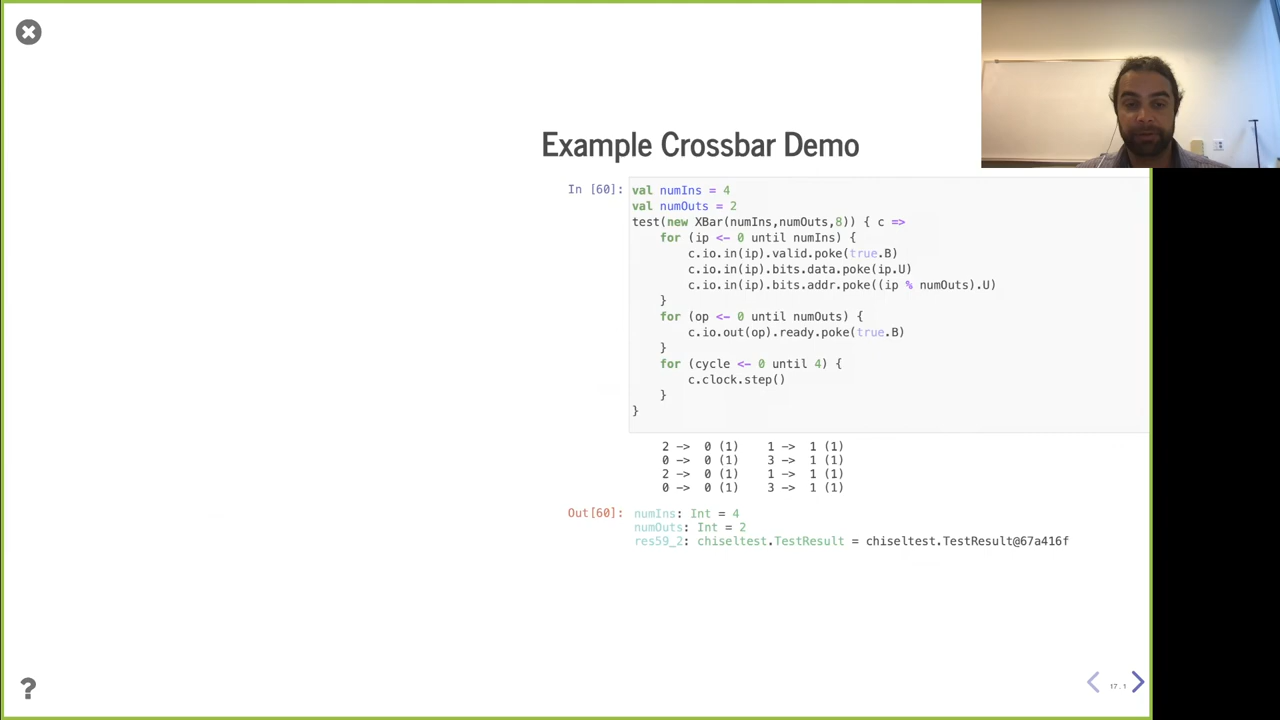 Example Crossbar Demo
In [60]:
val numIns = 4
val numOuts = 2
test(new XBar(numIns,numOuts,8)) { c =>
    for (ip <- 0 until numIns) {
        c.io.in(ip).valid.poke(true.B)
        c.io.in(ip).bits.data.poke(ip.U)
        c.io.in(ip).bits.addr.poke((ip % numOuts).U)
    }
    for (op <- 0 until numOuts) {
        c.io.out(op).ready.poke(true.B)
    }
    for (cycle <- 0 until 4) {
        c.clock.step()
    }
}
2 -> 0 (1) 1 -> 1 (1)
0 -> 0 (1) 3 -> 1 (1)
2 -> 0 (1) 1 -> 1 (1)
0 -> 0 (1) 3 -> 1 (1)
Out[60]: numIns: Int = 4
numOuts: Int = 2
res59_2: chiseltest.TestResult = chiseltest.TestResult@67a416f
?
17.1